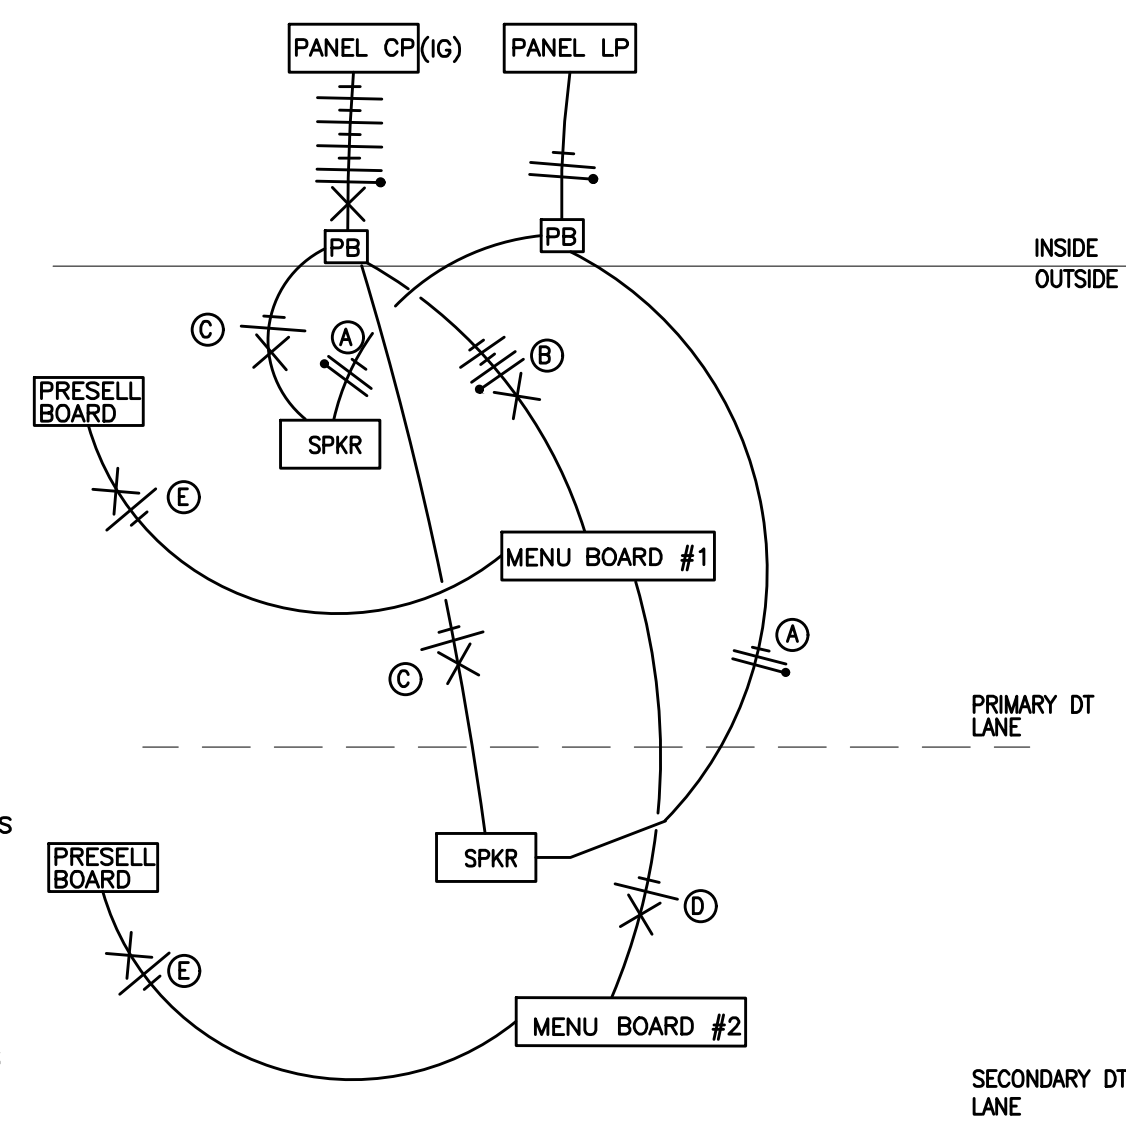 PANEL CP(IG)
PANEL LP
PB
PB
INSIDE
OUTSIDE
C
A
B
PRESELL
BOARD
SPKR
E
MENU BOARD #1
A
C
PRIMARY DT
LANE
S
PRESELL
BOARD
SPKR
D
E
MENU BOARD #2
SECONDARY DT
LANE